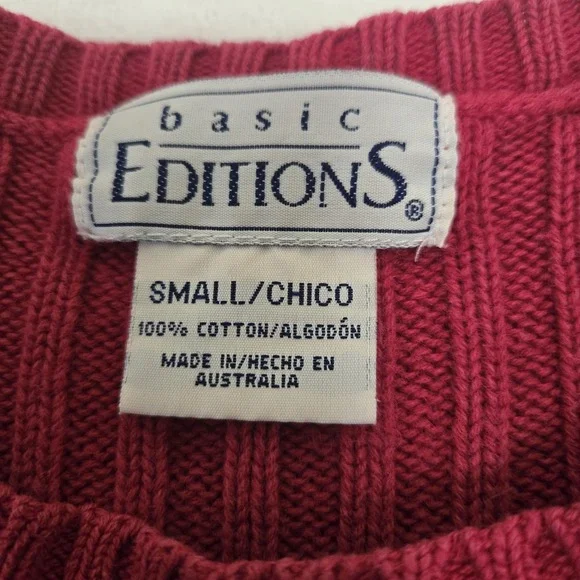 basic
EDITIONS®
SMALL/CHICO
100% COTTON/ALGODÓN
MADE IN/HECHO EN
AUSTRALIA